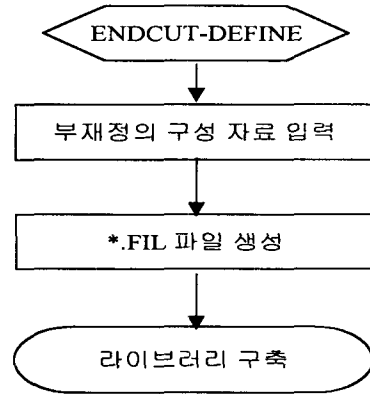 ENDCUT-DEFINE
부재정의 구성 자료 입력
*.FIL 파일 생성
라이브러리 구축